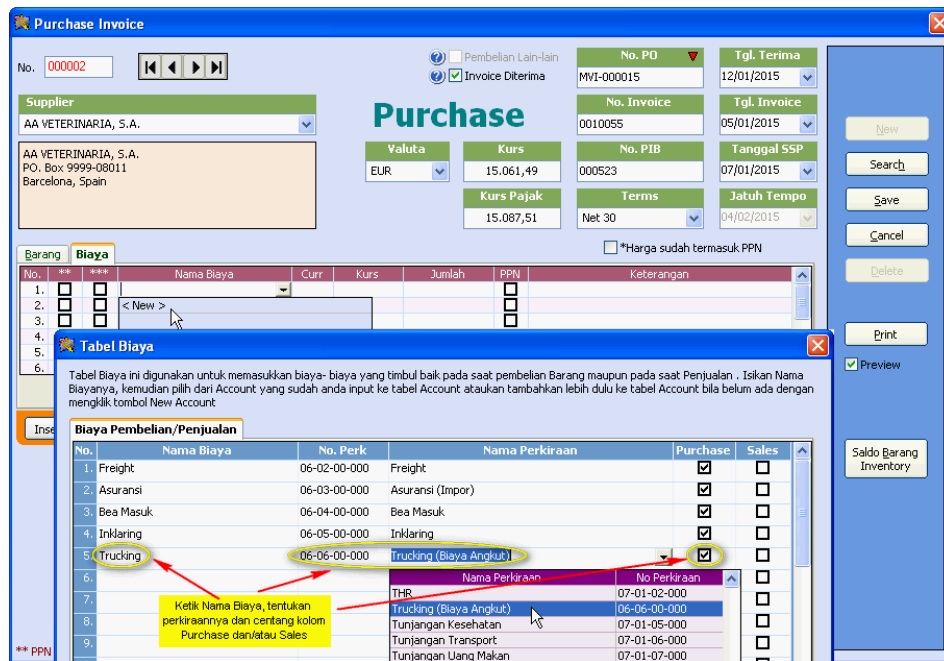 Purchase Invoice
No. 000002
Pembelian Lain-lain
Invoice Diterima
No. PO
MVI-000015
Tgl. Terima
12/01/2015
Supplier
AA VETERINARIA, S.A.
Purchase
No. Invoice
0010055
Tgl. Invoice
05/01/2015
AA VETERINARIA, S.A.
PO. Box 9999-08011
Barcelona, Spain
Valuta
EUR
Kurs
15.061,49
No. PIB
000523
Tanggal SSP
07/01/2015
Kurs Pajak
15.087,51
Terms
Net 30
Jatuh Tempo
04/02/2015
*Harga sudah termasuk PPN
New
Search
Save
Cancel
Delete
Print
Preview
Saldo Barang
Inventory
Barang Biaya
No. ** *** Nama Biaya Curr Kurs Jumlah PPN Keterangan
1.
2. < New >
3.
4.
5.
6.
Inse
Tabel Biaya
Tabel Biaya ini digunakan untuk memasukkan biaya- biaya yang timbul baik pada saat pembelian Barang maupun pada saat Penjualan . Isikan Nama
Biayanya, kemudian pilih dari Account yang sudah anda input ke tabel Account ataukan tambahkan lebih dulu ke tabel Account bila belum ada dengan
mengklik tombol New Account
Biaya Pembelian/Penjualan
No. Nama Biaya No. Perk Nama Perkiraan Purchase Sales
1. Freight 06-02-00-000 Freight
2. Asuransi 06-03-00-000 Asuransi (Impor)
3. Bea Masuk 06-04-00-000 Bea Masuk
4. Inklaring 06-05-00-000 Inklaring
5. Trucking 06-06-00-000 Trucking (Biaya Angkut)
6.
7.
8.
9.
Nama Perkiraan No Perkiraan
THR 07-01-02-000
Trucking (Biaya Angkut) 06-06-00-000
Tunjangan Kesehatan 07-01-05-000
Tunjangan Transport 07-01-06-000
Tunjangan Uang Makan 07-01-07-000
Ketik Nama Biaya, tentukan
perkiraannya dan centang kolom
Purchase dan/atau Sales
** PPN